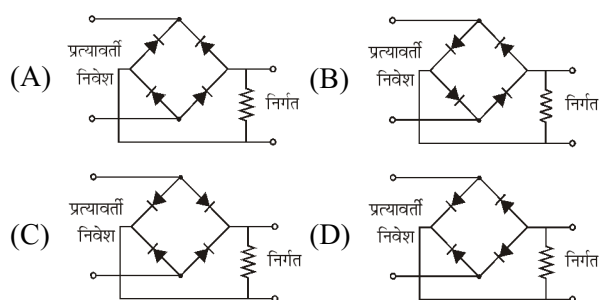 (A) प्रत्यावर्ती निवेश निर्गत
(B) प्रत्यावर्ती निवेश निर्गत
(C) प्रत्यावर्ती निवेश निर्गत
(D) प्रत्यावर्ती निवेश निर्गत